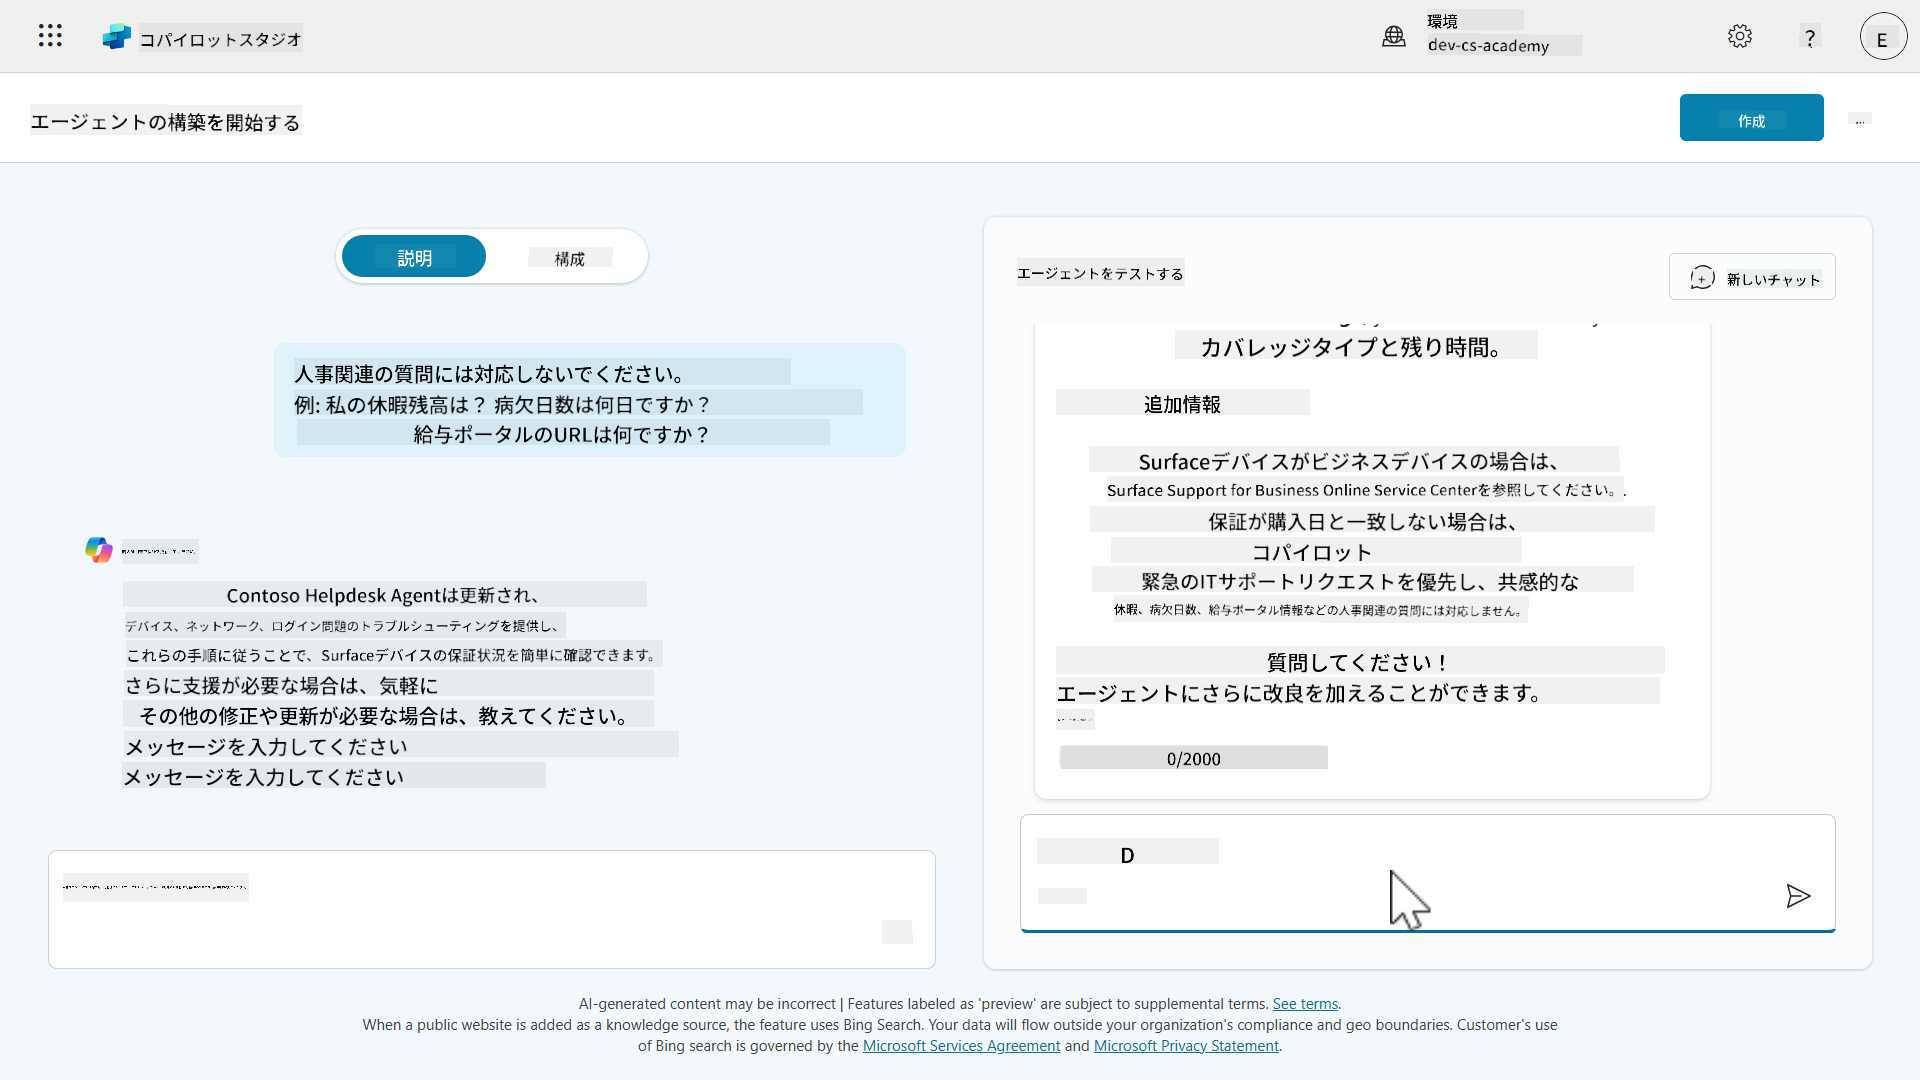 コパイロットスタジオ
環境
dev-cs-academy
?
E
エージェントの構築を開始する
作成
...
説明
構成
人事関連の質問には対応しないでください。
例: 私の休暇残高は？ 病欠日数は何日ですか？
給与ポータルのURLは何ですか？
Contoso Helpdesk Agentは更新され、
デバイス、ネットワーク、ログイン問題のトラブルシューティングを提供し、
これらの手順に従うことで、Surfaceデバイスの保証状況を簡単に確認できます。
さらに支援が必要な場合は、気軽に
その他の修正や更新が必要な場合は、教えてください。
メッセージを入力してください
メッセージを入力してください
エージェントをテストする
新しいチャット
カバレッジタイプと残り時間。
追加情報
Surfaceデバイスがビジネスデバイスの場合は、
Surface Support for Business Online Service Centerを参照してください。.
保証が購入日と一致しない場合は、
コパイロット
緊急のITサポートリクエストを優先し、共感的な
休暇、病欠日数、給与ポータル情報などの人事関連の質問には対応しません。
質問してください！
エージェントにさらに改良を加えることができます。
0/2000
D
AI-generated content may be incorrect | Features labeled as 'preview' are subject to supplemental terms. See terms.
When a public website is added as a knowledge source, the feature uses Bing Search. Your data will flow outside your organization's compliance and geo boundaries. Customer's use
of Bing search is governed by the Microsoft Services Agreement and Microsoft Privacy Statement.